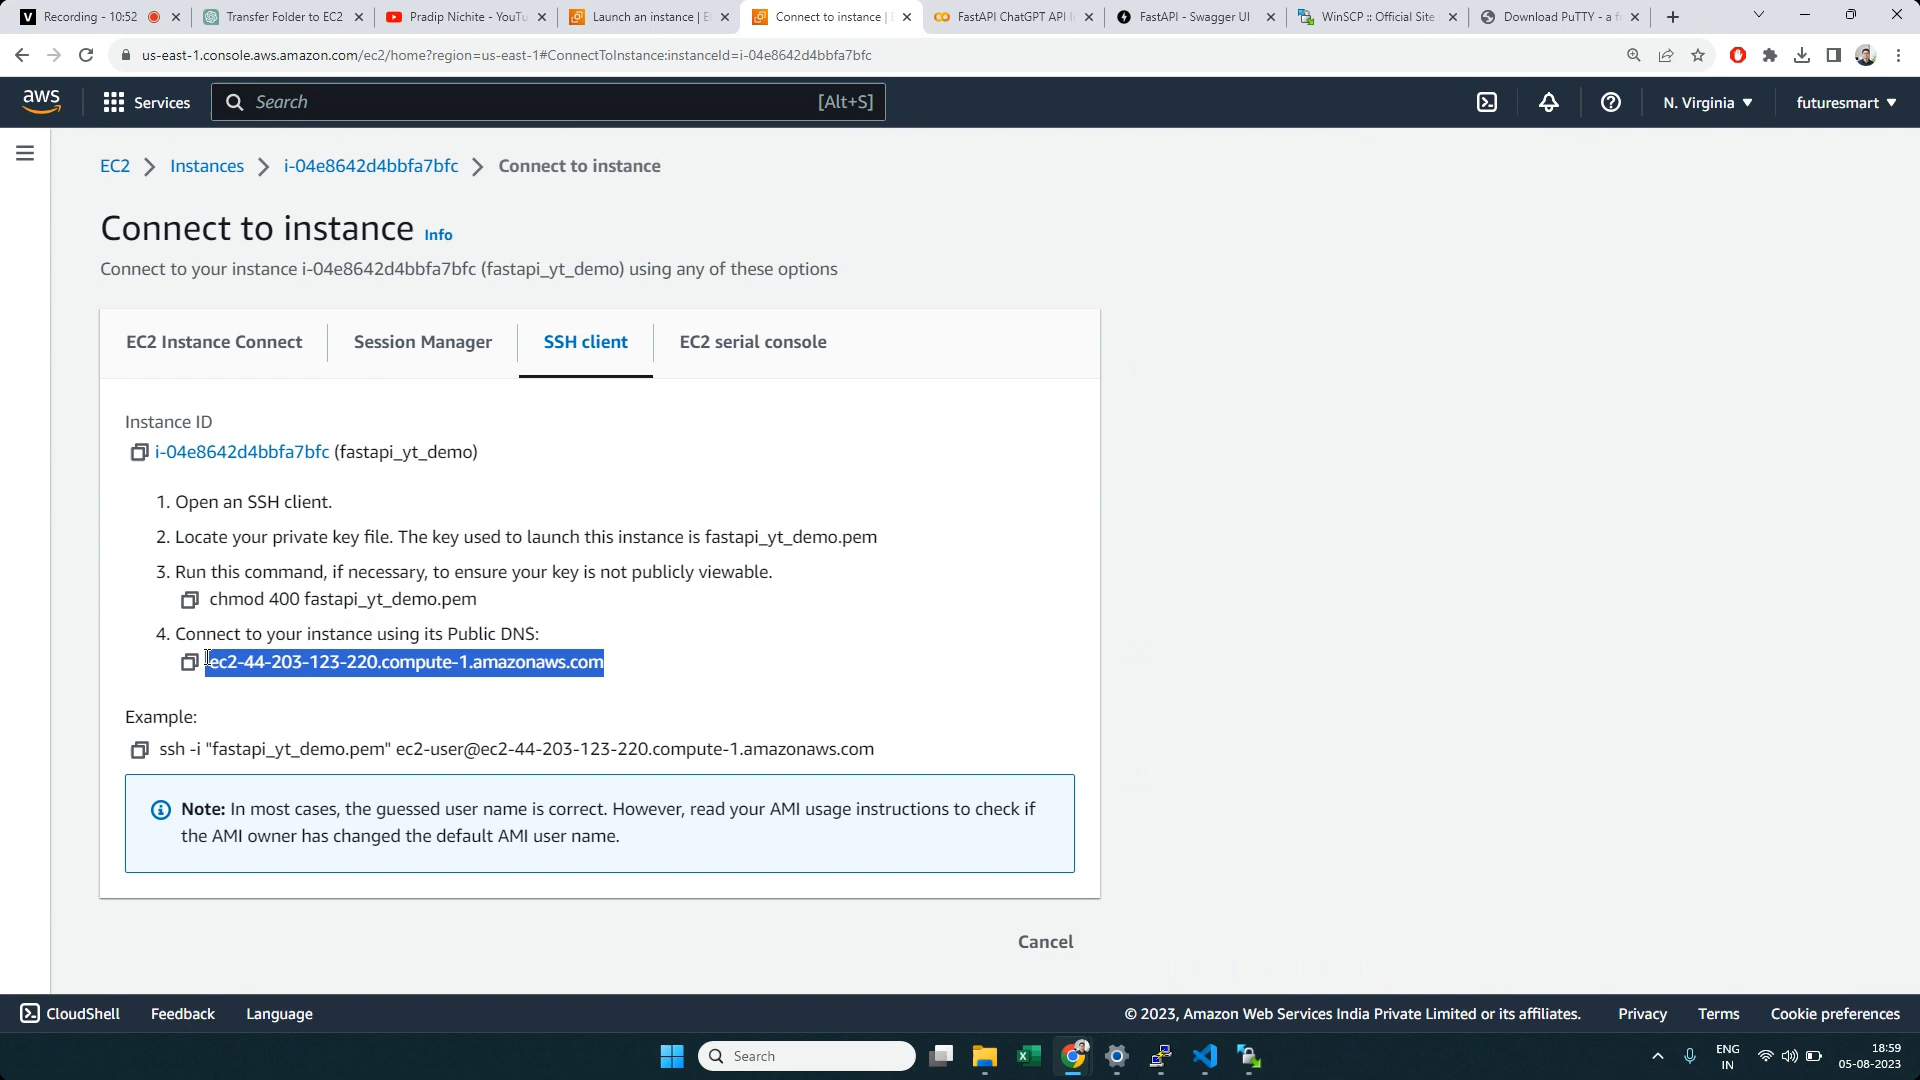 Recording - 10:52
Transfer Folder to EC2
Pradip Nichite - YouTu
Launch an instance | E
Connect to instance |
FastAPI ChatGPT API
FastAPI - Swagger UI
WinSCP :: Official Site
Download PuTTY - a f
us-east-1.console.aws.amazon.com/ec2/home?region=us-east-1#ConnectToInstance:instanceId=i-04e8642d4bbfa7bfc
aws
Services
Search
[Alt+S]
N. Virginia
futuresmart
EC2
Instances
i-04e8642d4bbfa7bfc
Connect to instance
Connect to instance Info
Connect to your instance i-04e8642d4bbfa7bfc (fastapi_yt_demo) using any of these options
EC2 Instance Connect
Session Manager
SSH client
EC2 serial console
Instance ID
i-04e8642d4bbfa7bfc (fastapi_yt_demo)
1. Open an SSH client.
2. Locate your private key file. The key used to launch this instance is fastapi_yt_demo.pem
3. Run this command, if necessary, to ensure your key is not publicly viewable.
chmod 400 fastapi_yt_demo.pem
4. Connect to your instance using its Public DNS:
ec2-44-203-123-220.compute-1.amazonaws.com
Example:
ssh -i "fastapi_yt_demo.pem" ec2-user@ec2-44-203-123-220.compute-1.amazonaws.com
Note: In most cases, the guessed user name is correct. However, read your AMI usage instructions to check if
the AMI owner has changed the default AMI user name.
Cancel
CloudShell
Feedback
Language
© 2023, Amazon Web Services India Private Limited or its affiliates.
Privacy
Terms
Cookie preferences
Search
ENG
IN
18:59
05-08-2023